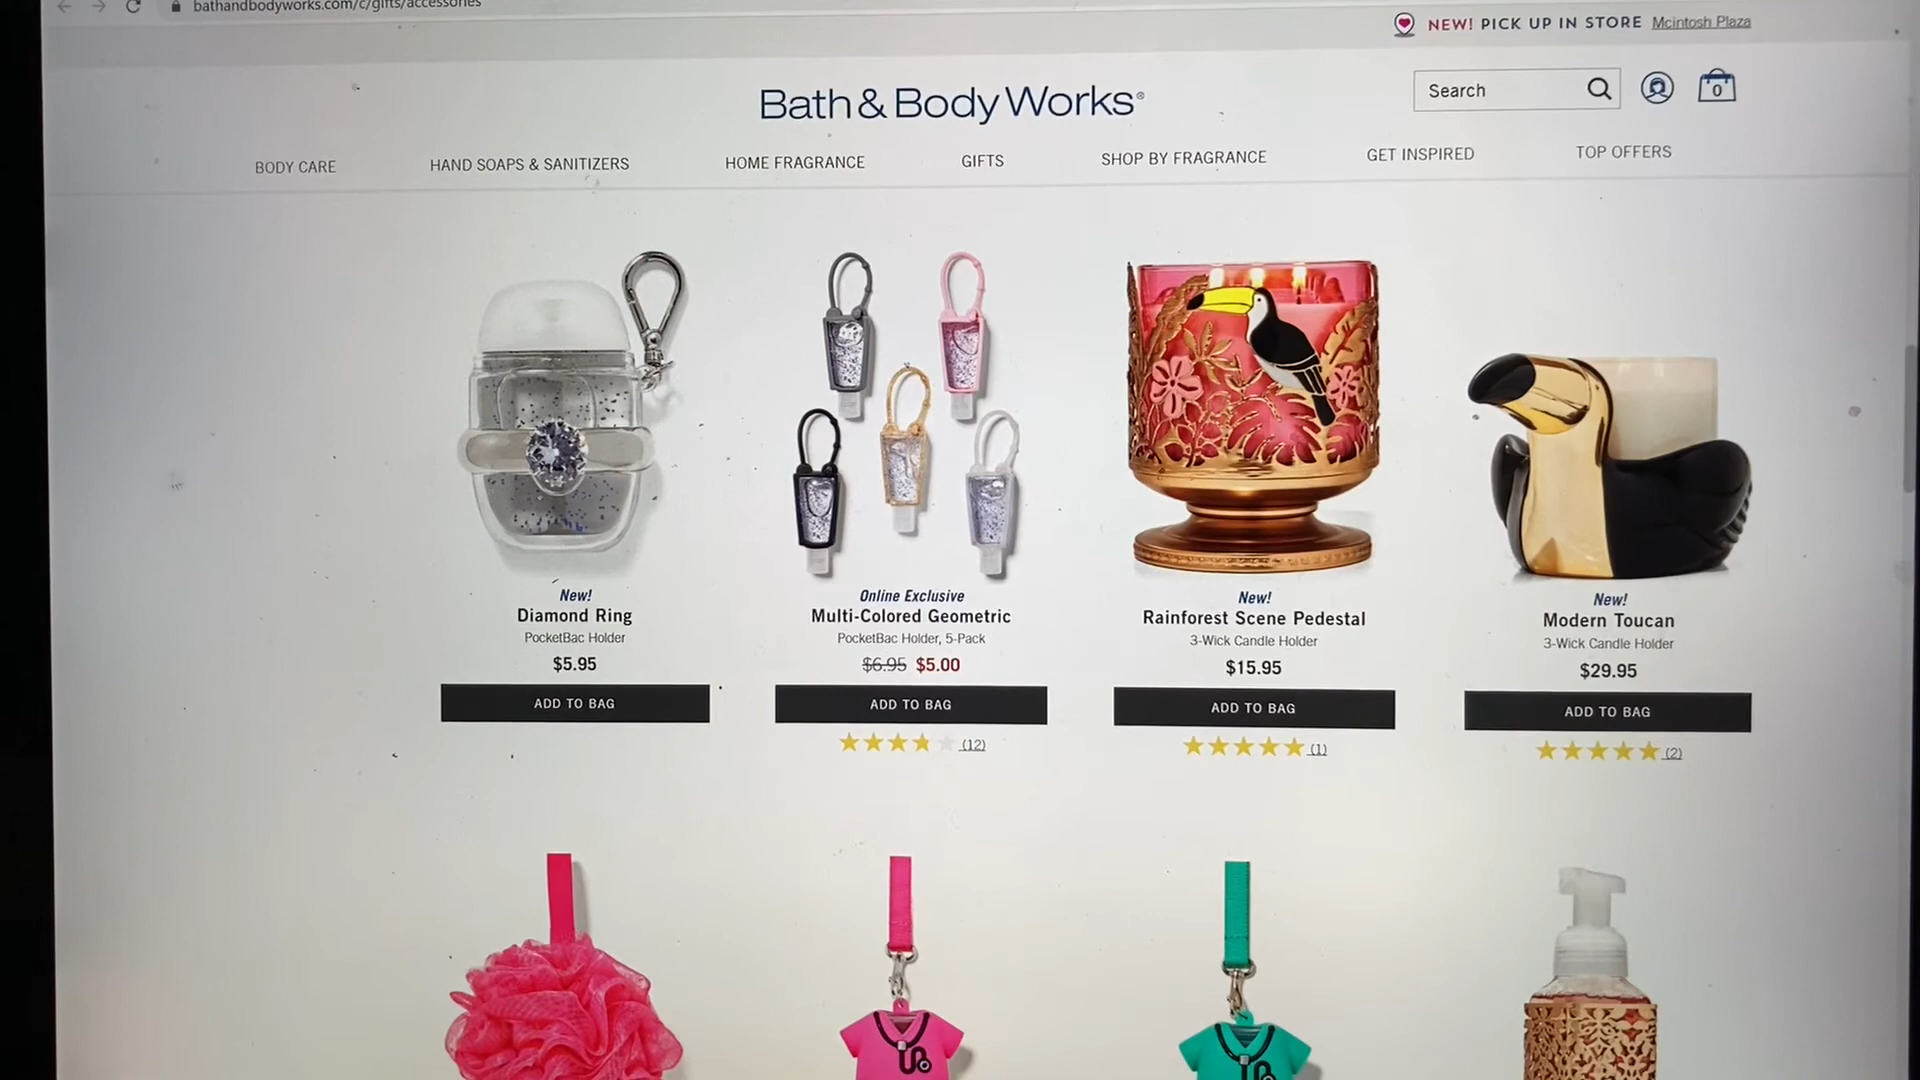 bathandbodyworks.com/c/gifts/accessories
NEW! PICK UP IN STORE Mcintosh Plaza
Bath & Body Works®
Search
0
BODY CARE HAND SOAPS & SANITIZERS HOME FRAGRANCE GIFTS SHOP BY FRAGRANCE GET INSPIRED TOP OFFERS
New!
Diamond Ring
PocketBac Holder
$5.95
ADD TO BAG
Online Exclusive
Multi-Colored Geometric
PocketBac Holder, 5-Pack
$6.95 $5.00
ADD TO BAG
(12)
New!
Rainforest Scene Pedestal
3-Wick Candle Holder
$15.95
ADD TO BAG
(1)
New!
Modern Toucan
3-Wick Candle Holder
$29.95
ADD TO BAG
(2)